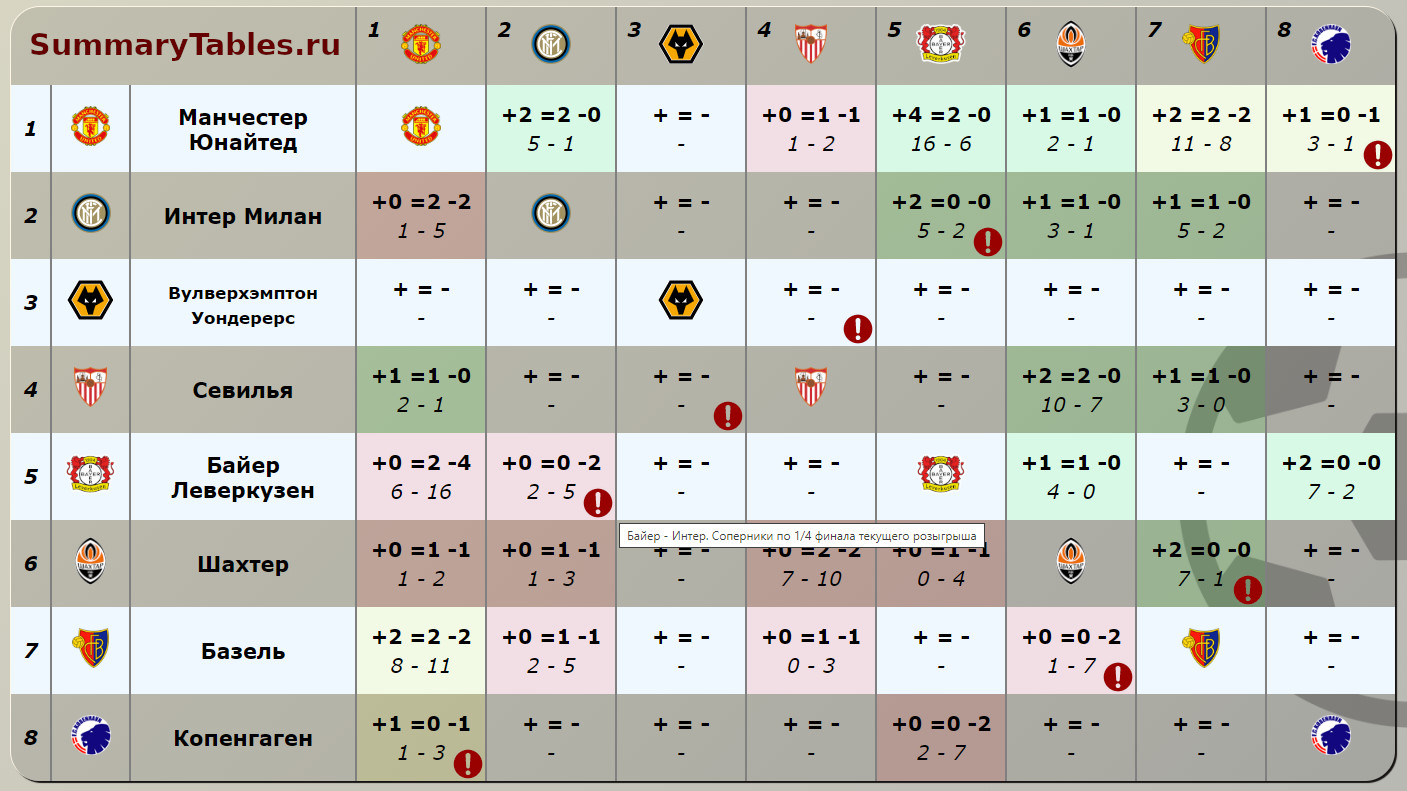 SummaryTables.ru 1 2 3 4 5 6 7 8
1 Манчестер Юнайтед +2 =2 -0 + = - +0 =1 -1 +4 =2 -0 +1 =1 -0 +2 =2 -2 +1 =0 -1
5 - 1 - 1 - 2 16 - 6 2 - 1 11 - 8 3 - 1
2 Интер Милан +0 =2 -2 + = - + = - +2 =0 -0 +1 =1 -0 +1 =1 -0 + = -
1 - 5 - - 5 - 2 3 - 1 5 - 2 -
3 Вулверхэмптон Уондерерс + = - + = - + = - + = - + = - + = - + = -
- - - - - - -
4 Севилья +1 =1 -0 + = - + = - + = - +2 =2 -0 +1 =1 -0 + = -
2 - 1 - - - 10 - 7 3 - 0 -
5 Байер Леверкузен +0 =2 -4 +0 =0 -2 + = - + = - +1 =1 -0 + = - +2 =0 -0
6 - 16 2 - 5 - - 4 - 0 - 7 - 2
Байер - Интер. Соперники по 1/4 финала текущего розыгрыша
6 Шахтер +0 =1 -1 +0 =1 -1 + = - +0 =2 -2 +0 =1 -1 +2 =0 -0 + = -
1 - 2 1 - 3 - 7 - 10 0 - 4 7 - 1 -
7 Базель +2 =2 -2 +0 =1 -1 + = - +0 =1 -1 + = - +0 =0 -2 + = -
8 - 11 2 - 5 - 0 - 3 - 1 - 7 -
8 Копенгаген +1 =0 -1 + = - + = - + = - +0 =0 -2 + = - + = -
1 - 3 - - - 2 - 7 - -